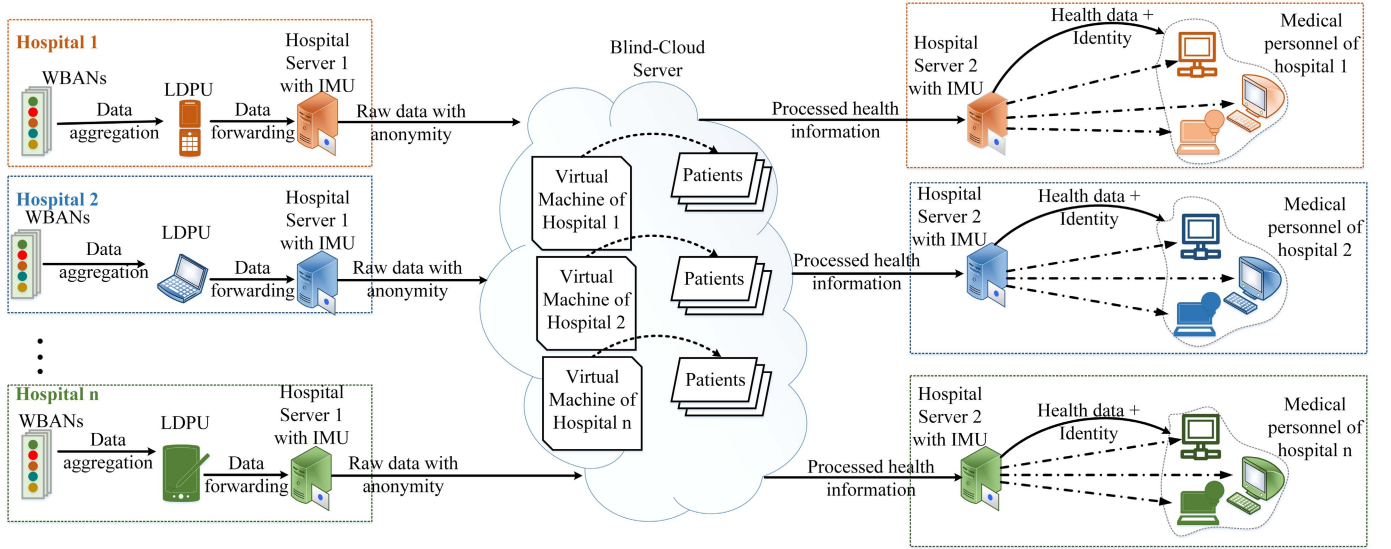 Hospital 1
WBANs
Data
aggregation
LDPU
Data
forwarding
Hospital
Server 1
with IMU
Raw data with
anonymity
Hospital 2
WBANs
Data
aggregation
LDPU
Data
forwarding
Hospital
Server 1
with IMU
Raw data with
anonymity
Hospital n
WBANs
Data
aggregation
LDPU
Data
forwarding
Hospital
Server 1
with IMU
Raw data with
anonymity
Blind-Cloud
Server
Virtual
Machine of
Hospital 1
Patients
Virtual
Machine of
Hospital 2
Patients
Virtual
Machine of
Hospital n
Patients
Processed health
information
Hospital
Server 2
with IMU
Health data +
Identity
Medical
personnel of
hospital 1
Processed health
information
Hospital
Server 2
with IMU
Health data +
Identity
Medical
personnel of
hospital 2
Processed health
information
Hospital
Server 2
with IMU
Health data +
Identity
Medical
personnel of
hospital n